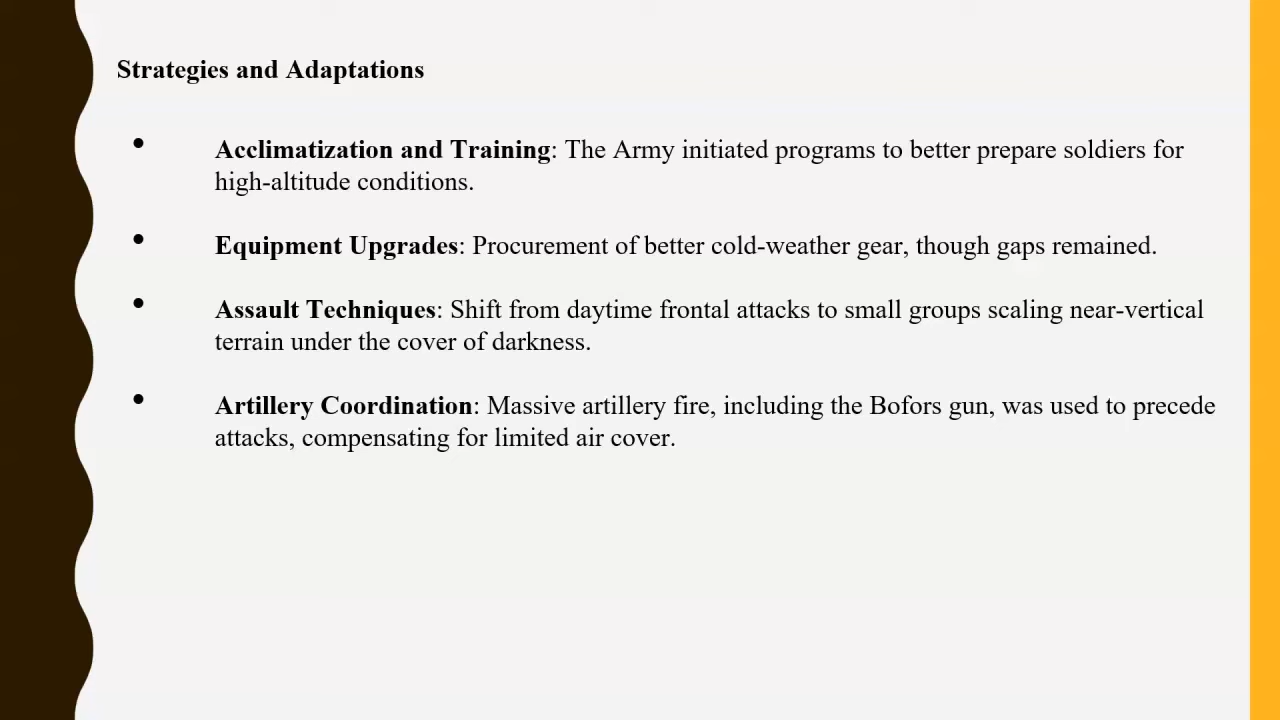 Strategies and Adaptations
• Acclimatization and Training: The Army initiated programs to better prepare soldiers for
high-altitude conditions.
• Equipment Upgrades: Procurement of better cold-weather gear, though gaps remained.
• Assault Techniques: Shift from daytime frontal attacks to small groups scaling near-vertical
terrain under the cover of darkness.
• Artillery Coordination: Massive artillery fire, including the Bofors gun, was used to precede
attacks, compensating for limited air cover.